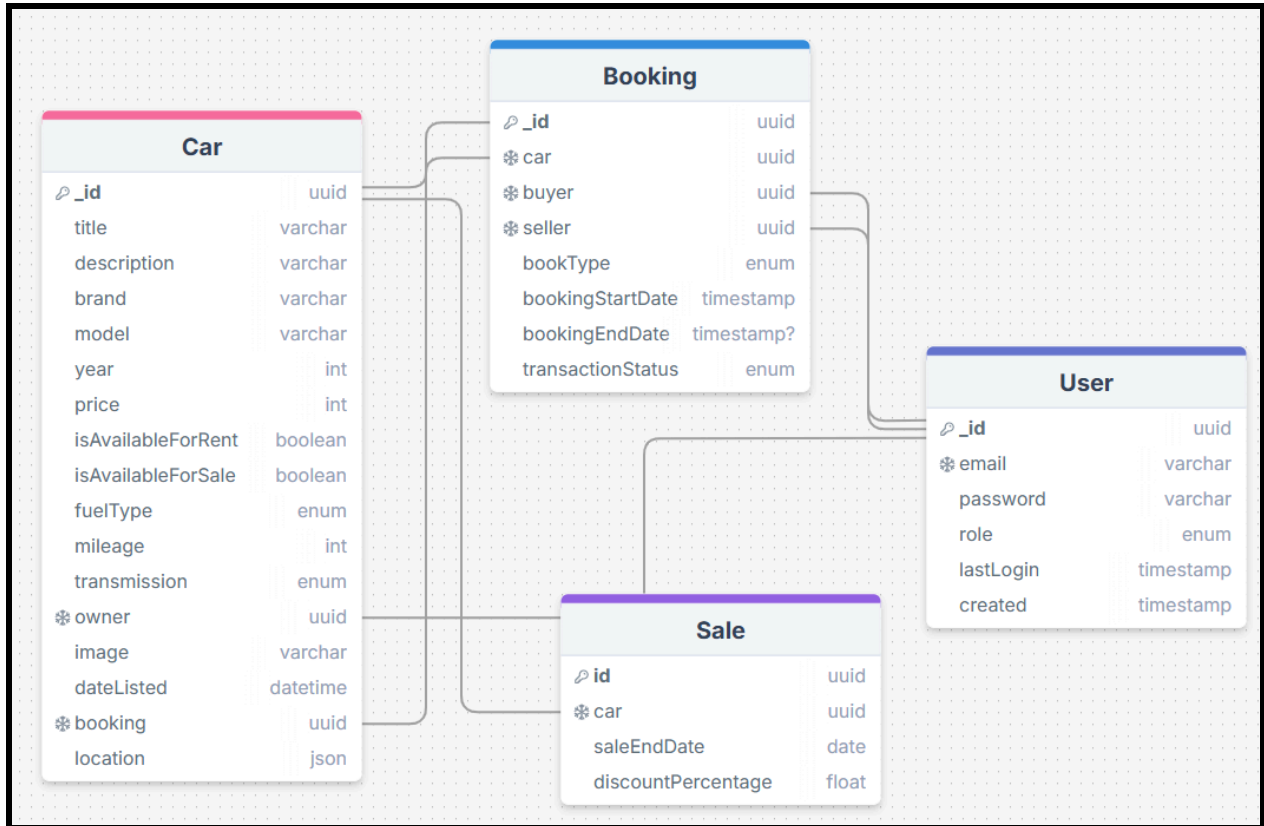 Car
_id uuid
title varchar
description varchar
brand varchar
model varchar
year int
price int
isAvailableForRent boolean
isAvailableForSale boolean
fuelType enum
mileage int
transmission enum
owner uuid
image varchar
dateListed datetime
booking uuid
location json
Booking
_id uuid
car uuid
buyer uuid
seller uuid
bookType enum
bookingStartDate timestamp
bookingEndDate timestamp?
transactionStatus enum
User
_id uuid
email varchar
password varchar
role enum
lastLogin timestamp
created timestamp
Sale
id uuid
car uuid
saleEndDate date
discountPercentage float